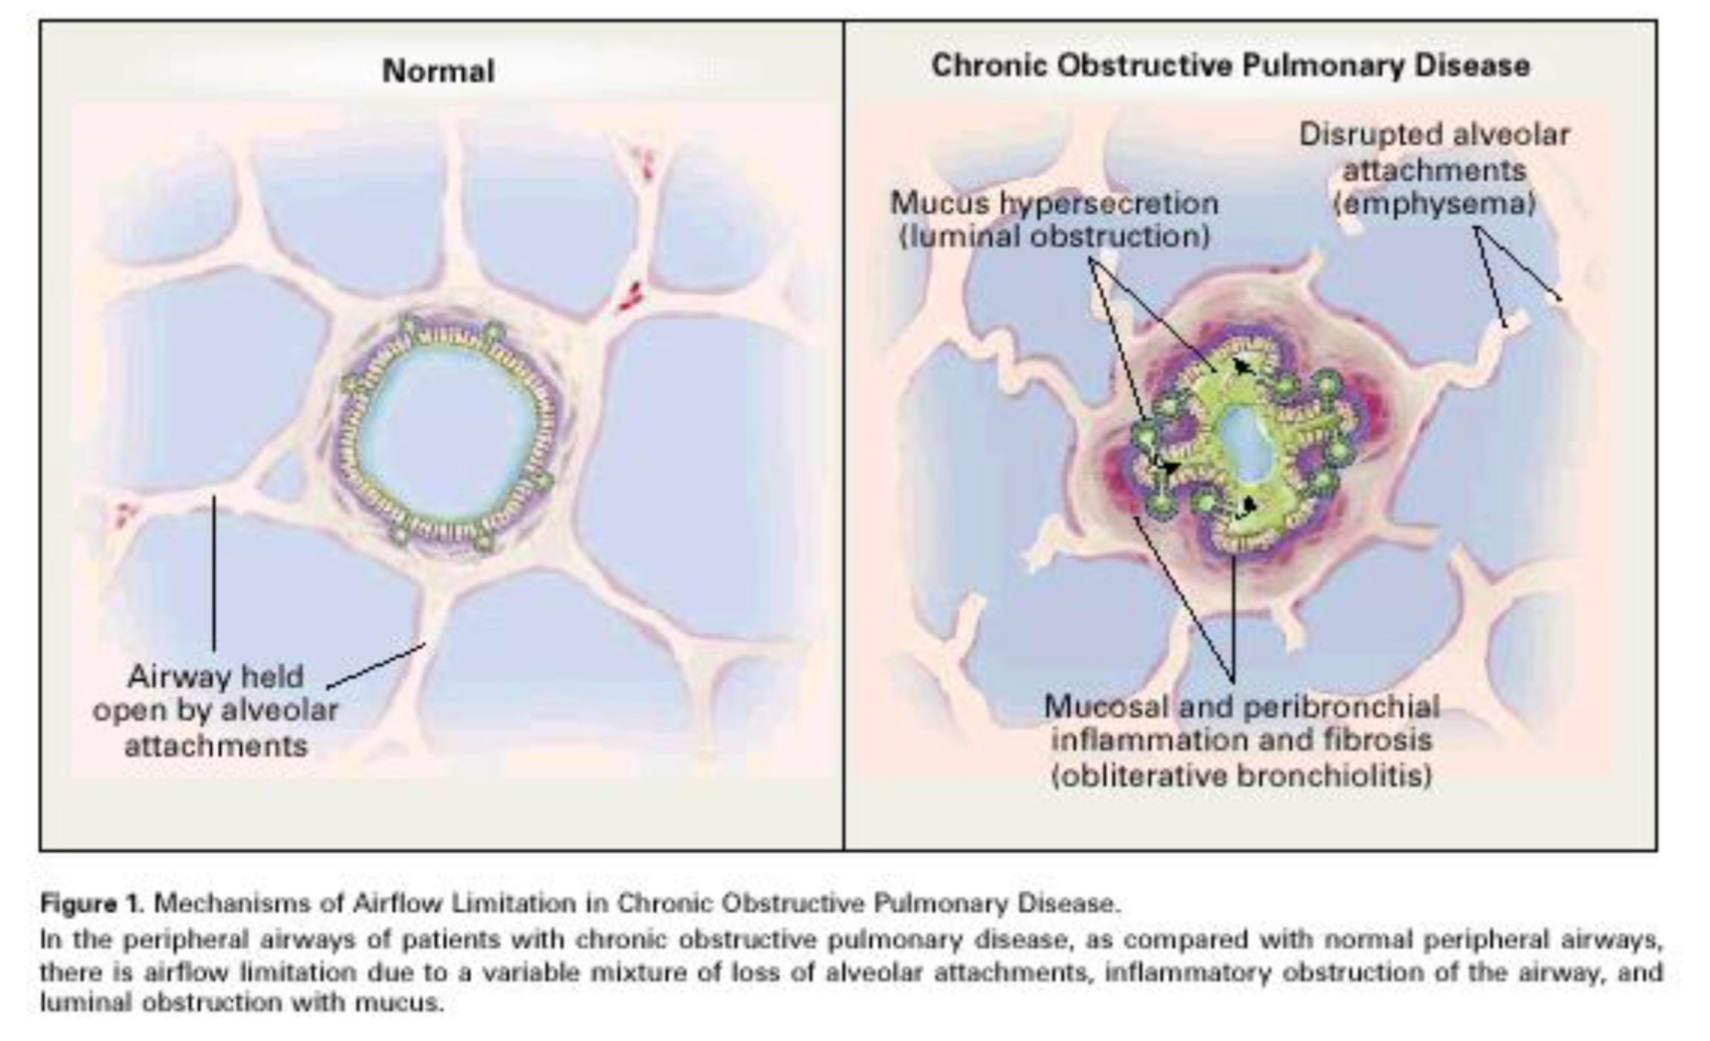 Normal
Chronic Obstructive Pulmonary Disease
Disrupted alveolar
attachments
(emphysema)
Mucus hypersecretion
(luminal obstruction)
Airway held
open by alveolar
attachments
Mucosal and peribronchial
inflammation and fibrosis
(obliterative bronchiolitis)
Figure 1. Mechanisms of Airflow Limitation in Chronic Obstructive Pulmonary Disease.
In the peripheral airways of patients with chronic obstructive pulmonary disease, as compared with normal peripheral airways,
there is airflow limitation due to a variable mixture of loss of alveolar attachments, inflammatory obstruction of the airway, and
luminal obstruction with mucus.